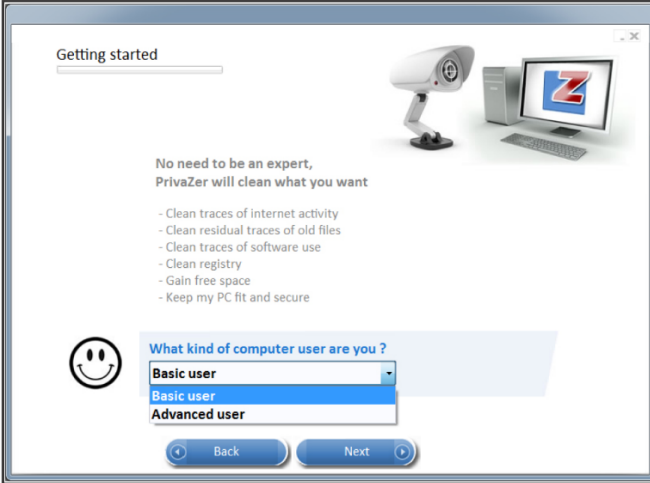 Getting started
Z
No need to be an expert,
PrivaZer will clean what you want
- Clean traces of internet activity
- Clean residual traces of old files
- Clean traces of software use
- Clean registry
- Gain free space
- Keep my PC fit and secure
What kind of computer user are you ?
Basic user
Basic user
Advanced user
Back
Next